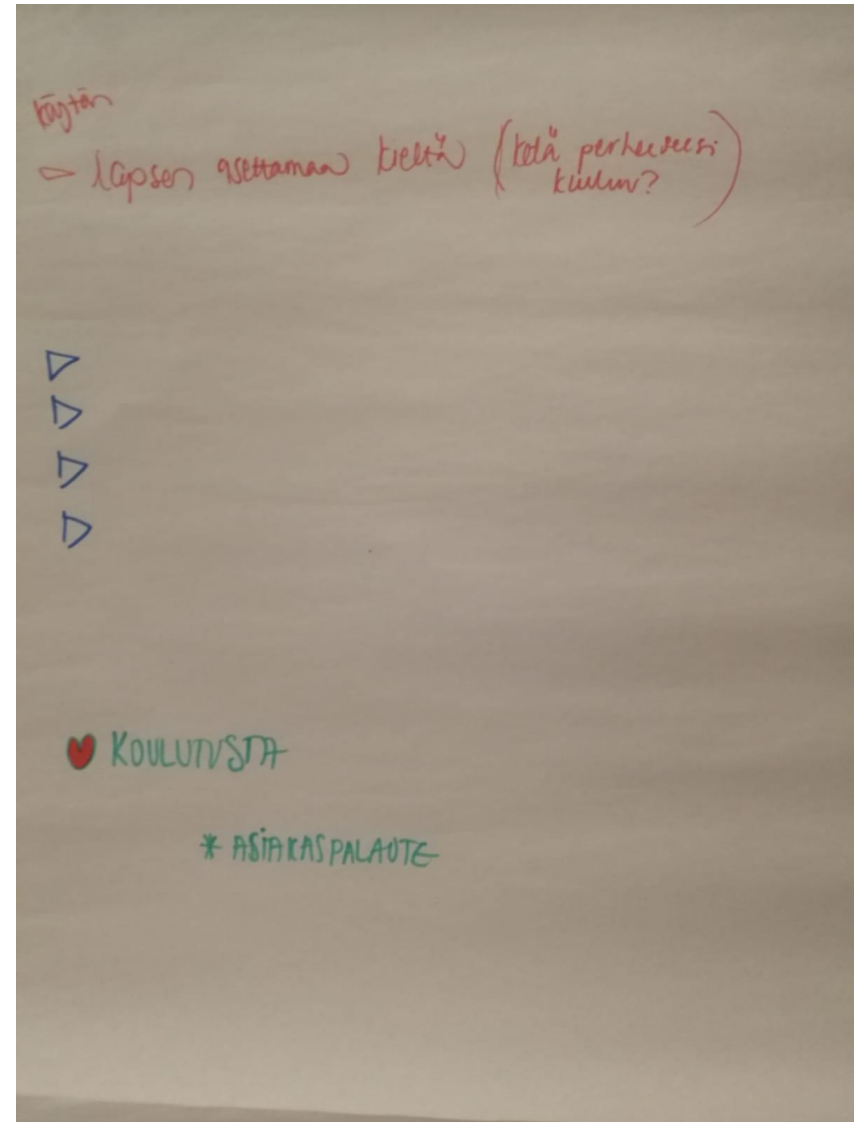 käytän
lapsen asettamaa kieltä (ketä perheeseesi
kuuluu?)
KOULUTUSTA
* ASIAKASPALAUTE